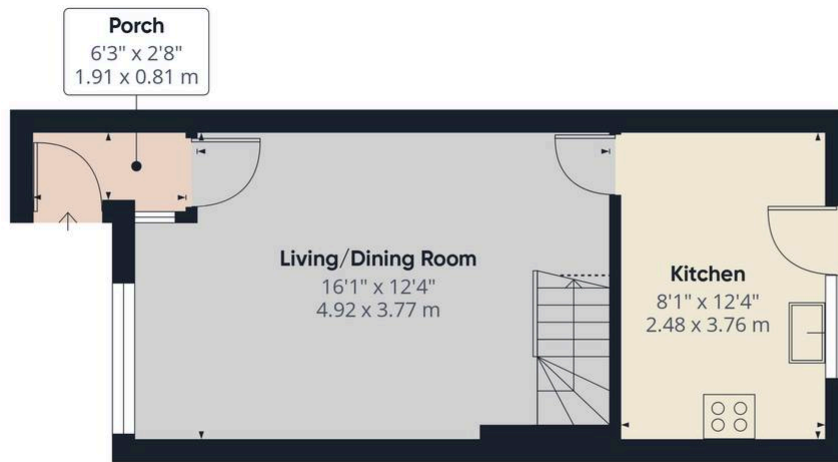 Porch
6'3" x 2'8"
1.91 x 0.81 m
Living/Dining Room
16'1" x 12'4"
4.92 x 3.77 m
Kitchen
8'1" x 12'4"
2.48 x 3.76 m